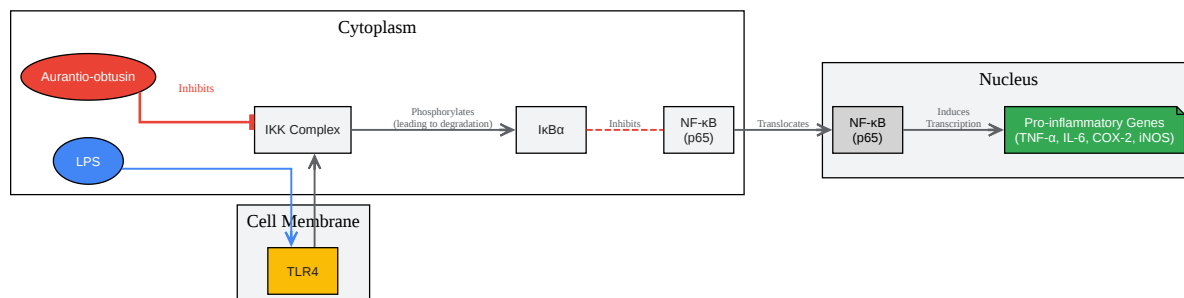 Cytoplasm
Aurantio-obtusin
Inhibits
LPS
IKK Complex
Phosphorylates
(leading to degradation)
IκBα
Inhibits
NF-κB
(p65)
Translocates
Nucleus
NF-κB
(p65)
Induces
Transcription
Pro-inflammatory Genes
(TNF-α, IL-6, COX-2, iNOS)
Cell Membrane
TLR4